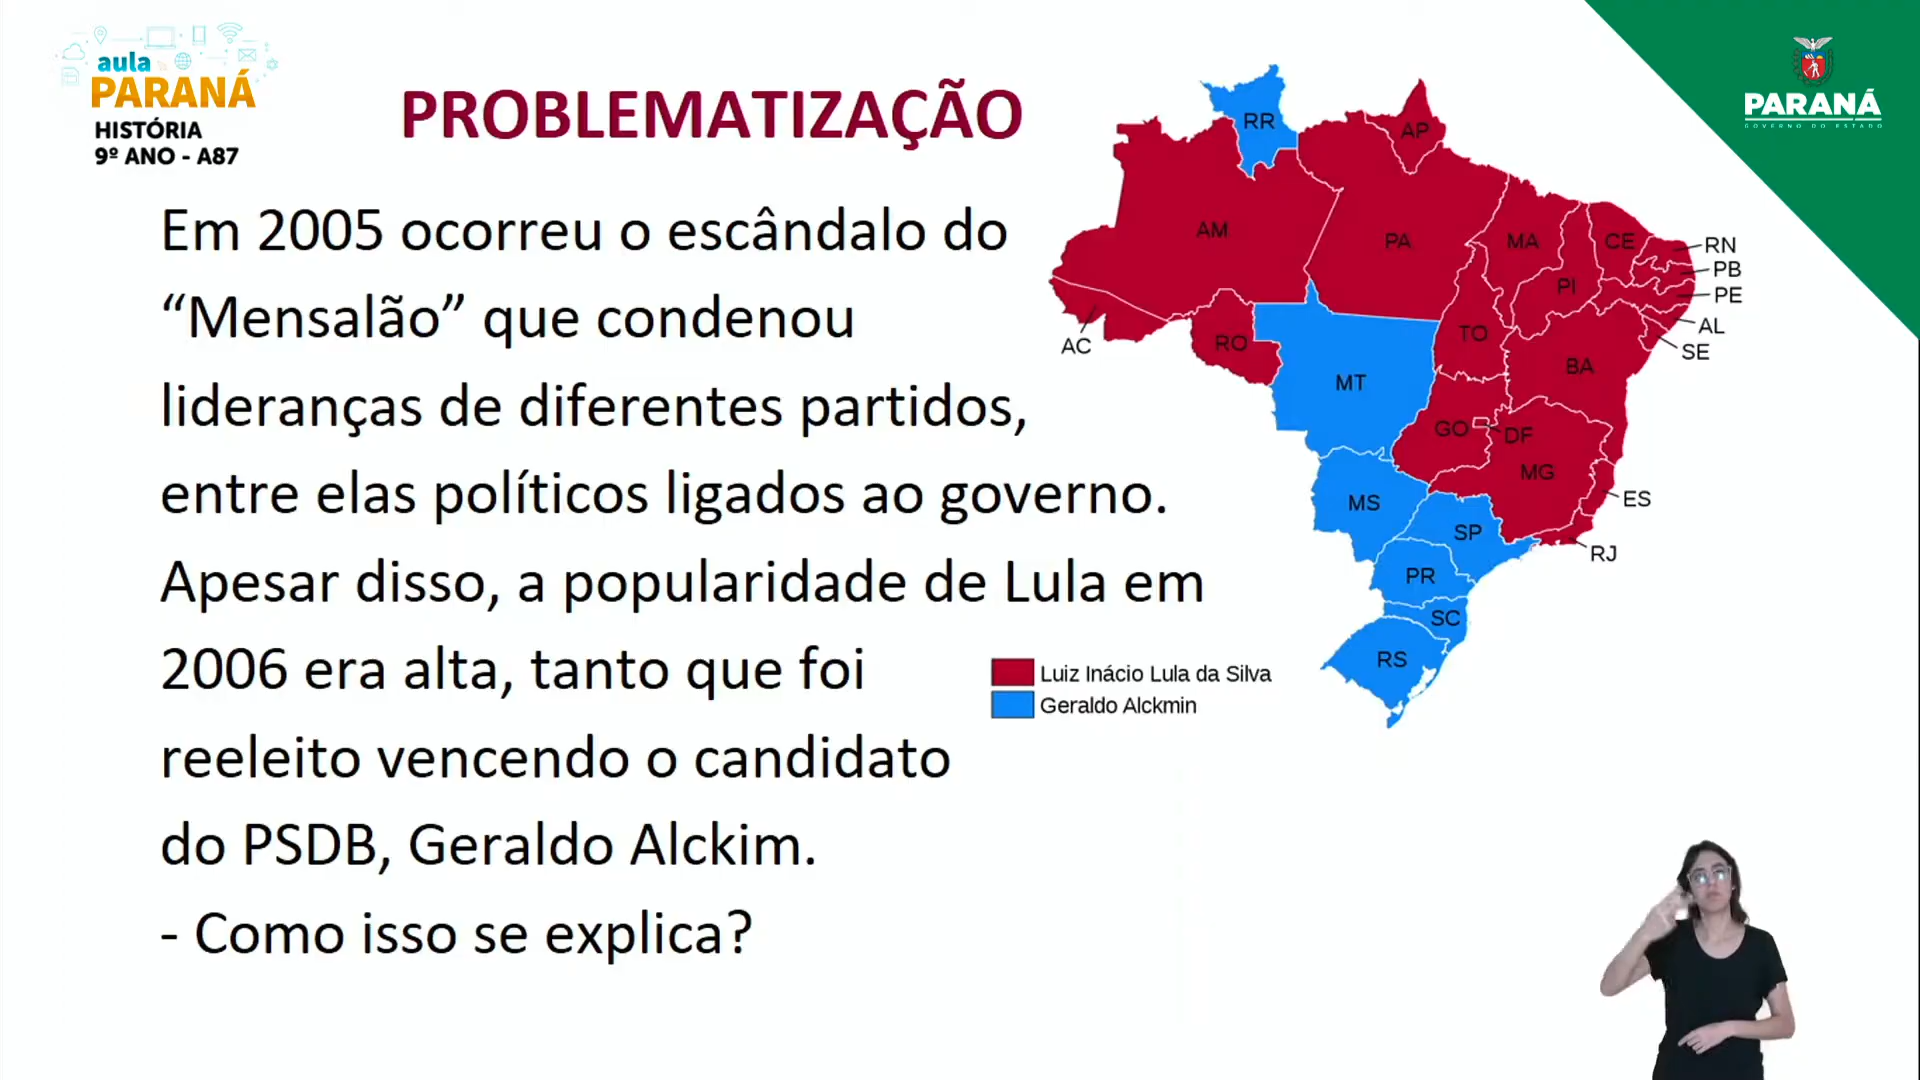 aula
PARANÁ
HISTÓRIA
9º ANO - A87
PROBLEMATIZAÇÃO
PARANÁ
GOVERNO DO ESTADO
Em 2005 ocorreu o escândalo do
“Mensalão” que condenou
lideranças de diferentes partidos,
entre elas políticos ligados ao governo.
Apesar disso, a popularidade de Lula em
2006 era alta, tanto que foi
reeleito vencendo o candidato
do PSDB, Geraldo Alckim.
- Como isso se explica?
RR
AP
AM
PA
MA
CE
RN
PB
PI
PE
AL
SE
AC
RO
TO
BA
MT
GO
DF
MG
ES
MS
SP
RJ
PR
SC
RS
Luiz Inácio Lula da Silva
Geraldo Alckmin